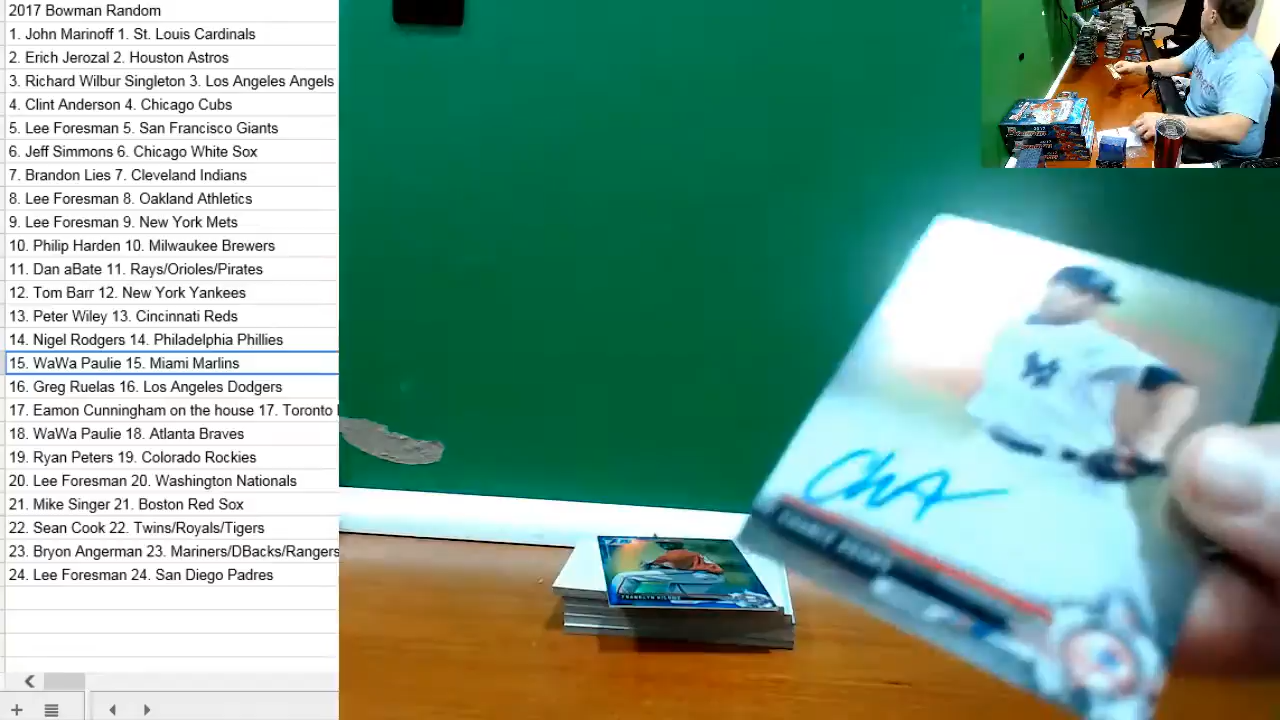 2017 Bowman Random
1. John Marinoff 1. St. Louis Cardinals
2. Erich Jerozal 2. Houston Astros
3. Richard Wilbur Singleton 3. Los Angeles Angels
4. Clint Anderson 4. Chicago Cubs
5. Lee Foresman 5. San Francisco Giants
6. Jeff Simmons 6. Chicago White Sox
7. Brandon Lies 7. Cleveland Indians
8. Lee Foresman 8. Oakland Athletics
9. Lee Foresman 9. New York Mets
10. Philip Harden 10. Milwaukee Brewers
11. Dan aBate 11. Rays/Orioles/Pirates
12. Tom Barr 12. New York Yankees
13. Peter Wiley 13. Cincinnati Reds
14. Nigel Rodgers 14. Philadelphia Phillies
15. WaWa Paulie 15. Miami Marlins
16. Greg Ruelas 16. Los Angeles Dodgers
17. Eamon Cunningham on the house 17. Toronto
18. WaWa Paulie 18. Atlanta Braves
19. Ryan Peters 19. Colorado Rockies
20. Lee Foresman 20. Washington Nationals
21. Mike Singer 21. Boston Red Sox
22. Sean Cook 22. Twins/Royals/Tigers
23. Bryon Angerman 23. Mariners/DBacks/Rangers
24. Lee Foresman 24. San Diego Padres
FRANKLYN KILOME